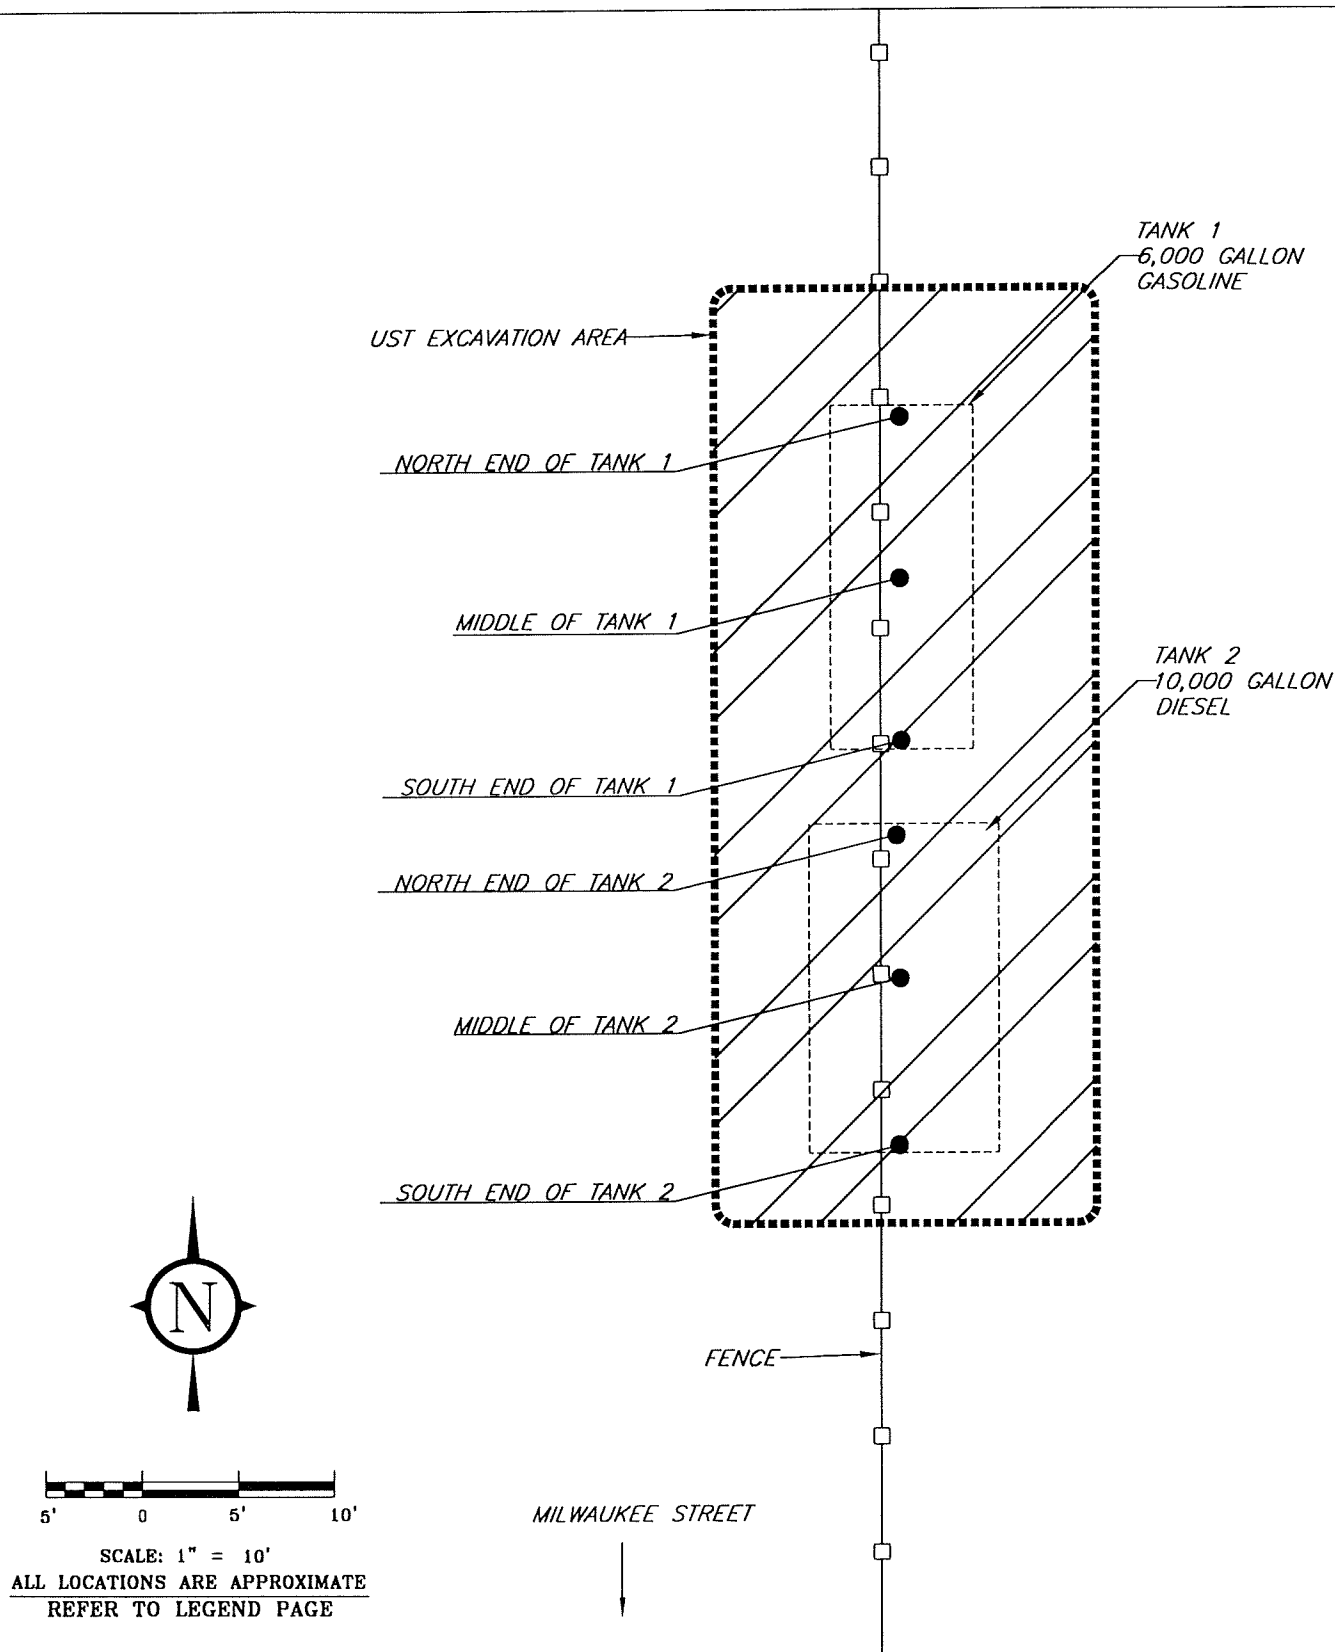 TANK 1
6,000 GALLON
GASOLINE
UST EXCAVATION AREA
NORTH END OF TANK 1
MIDDLE OF TANK 1
TANK 2
10,000 GALLON
DIESEL
SOUTH END OF TANK 1
NORTH END OF TANK 2
MIDDLE OF TANK 2
SOUTH END OF TANK 2
N
FENCE
5' 0 5' 10'
MILWAUKEE STREET
SCALE: 1" = 10'
ALL LOCATIONS ARE APPROXIMATE
REFER TO LEGEND PAGE